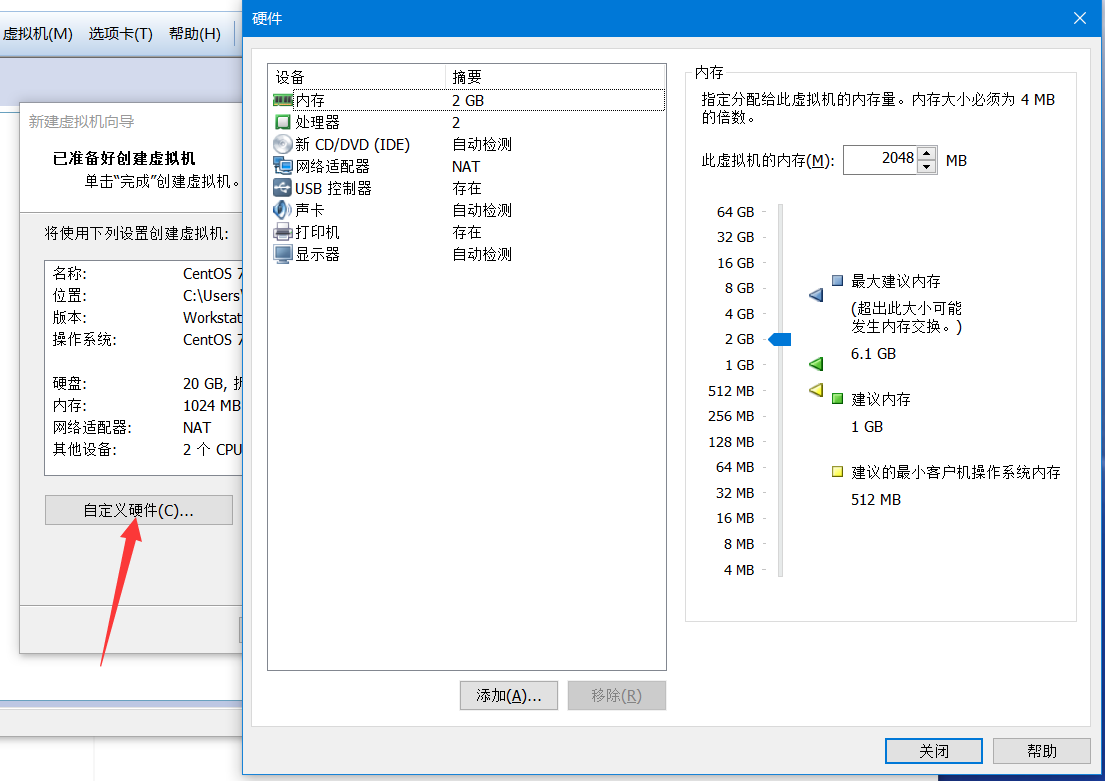 虚拟机(M) 选项卡(T) 帮助(H)
新建虚拟机向导
已准备好创建虚拟机
单击“完成”创建虚拟机。
将使用下列设置创建虚拟机:
名称: CentOS 7
位置: C:\Users\
版本: Workstat
操作系统: CentOS 7
硬盘: 20 GB,
内存: 1024 MB
网络适配器: NAT
其他设备: 2 个 CPU
自定义硬件(C)...
硬件
设备 摘要
内存 2 GB
处理器 2
新 CD/DVD (IDE) 自动检测
网络适配器 NAT
USB 控制器 存在
声卡 自动检测
打印机 存在
显示器 自动检测
添加(A)... 移除(R)
内存
指定分配给此虚拟机的内存量。内存大小必须为 4 MB
的倍数。
此虚拟机的内存(M): 2048 MB
64 GB
32 GB
16 GB
8 GB
4 GB
2 GB
1 GB
512 MB
256 MB
128 MB
64 MB
32 MB
16 MB
8 MB
4 MB
最大建议内存
(超出此大小可能
发生内存交换。)
6.1 GB
建议内存
1 GB
建议的最小客户机操作系统内存
512 MB
关闭 帮助